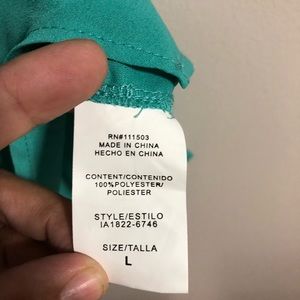 RN#111503
MADE IN CHINA
HECHO EN CHINA
CONTENT/CONTENIDO
100%POLYESTER/
POLIESTER
STYLE/ESTILO
IA1822-6746
SIZE/TALLA
L